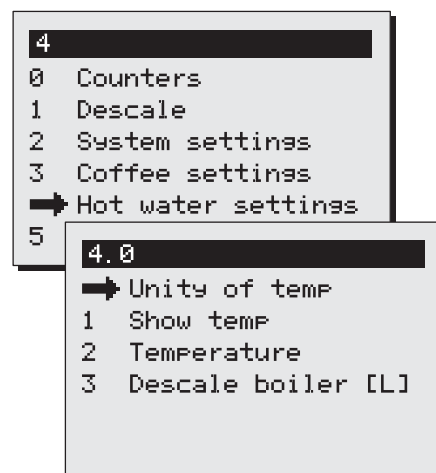 4
0 Counters
1 Descale
2 System settings
3 Coffee settings
Hot water settings
5
4.0
Unity of temp
1 Show temp
2 Temperature
3 Descale boiler [L]